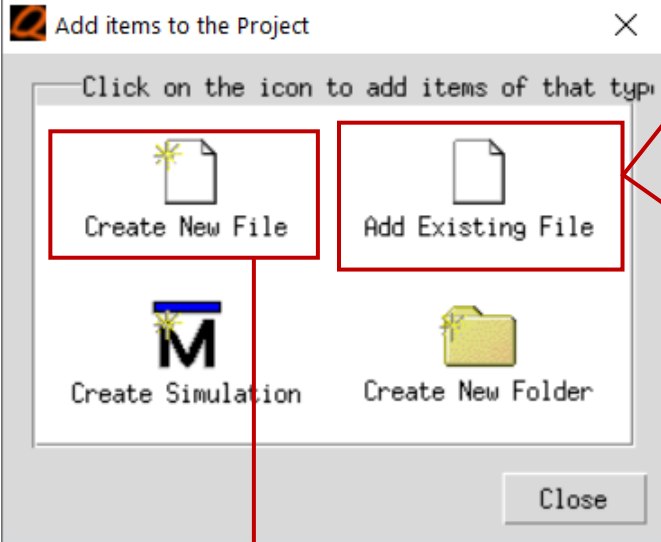 Add items to the Project
Click on the icon to add items of that type
Create New File
Add Existing File
Create Simulation
Create New Folder
Close